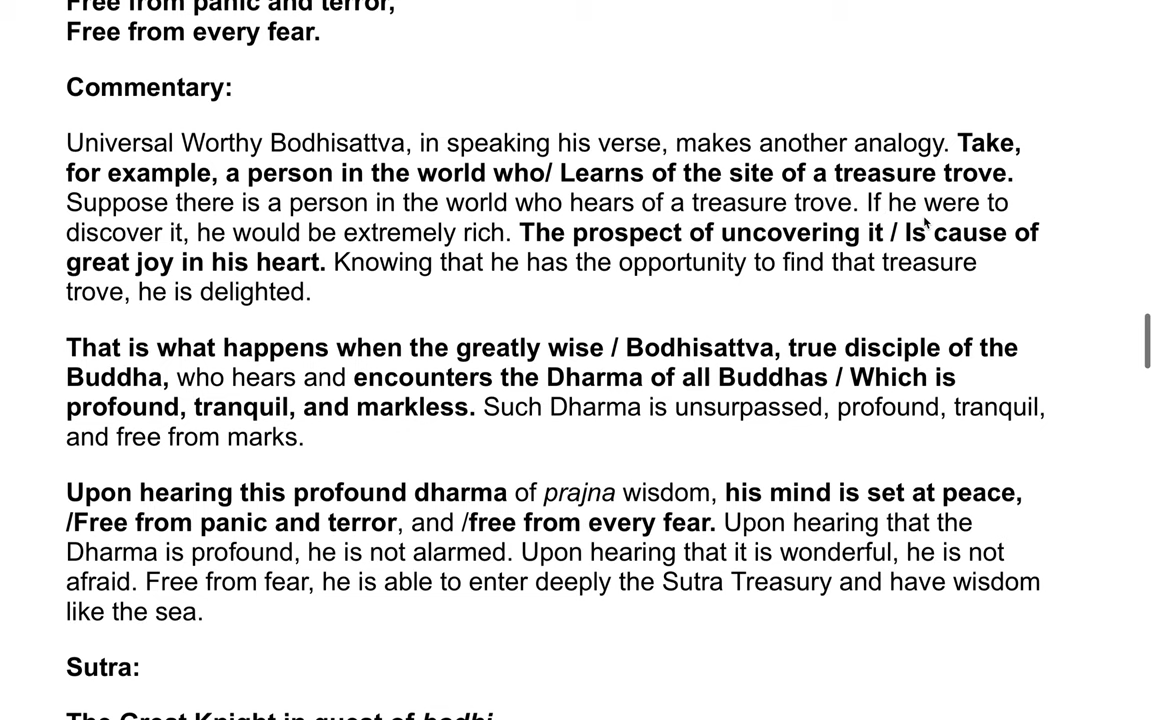 Free from panic and terror,
Free from every fear.
Commentary:
Universal Worthy Bodhisattva, in speaking his verse, makes another analogy. Take,
for example, a person in the world who/ Learns of the site of a treasure trove.
Suppose there is a person in the world who hears of a treasure trove. If he were to
discover it, he would be extremely rich. The prospect of uncovering it / Is cause of
great joy in his heart. Knowing that he has the opportunity to find that treasure
trove, he is delighted.
That is what happens when the greatly wise / Bodhisattva, true disciple of the
Buddha, who hears and encounters the Dharma of all Buddhas / Which is
profound, tranquil, and markless. Such Dharma is unsurpassed, profound, tranquil,
and free from marks.
Upon hearing this profound dharma of prajna wisdom, his mind is set at peace,
/Free from panic and terror, and /free from every fear. Upon hearing that the
Dharma is profound, he is not alarmed. Upon hearing that it is wonderful, he is not
afraid. Free from fear, he is able to enter deeply the Sutra Treasury and have wisdom
like the sea.
Sutra:
The Great Knight in quest of bodhi